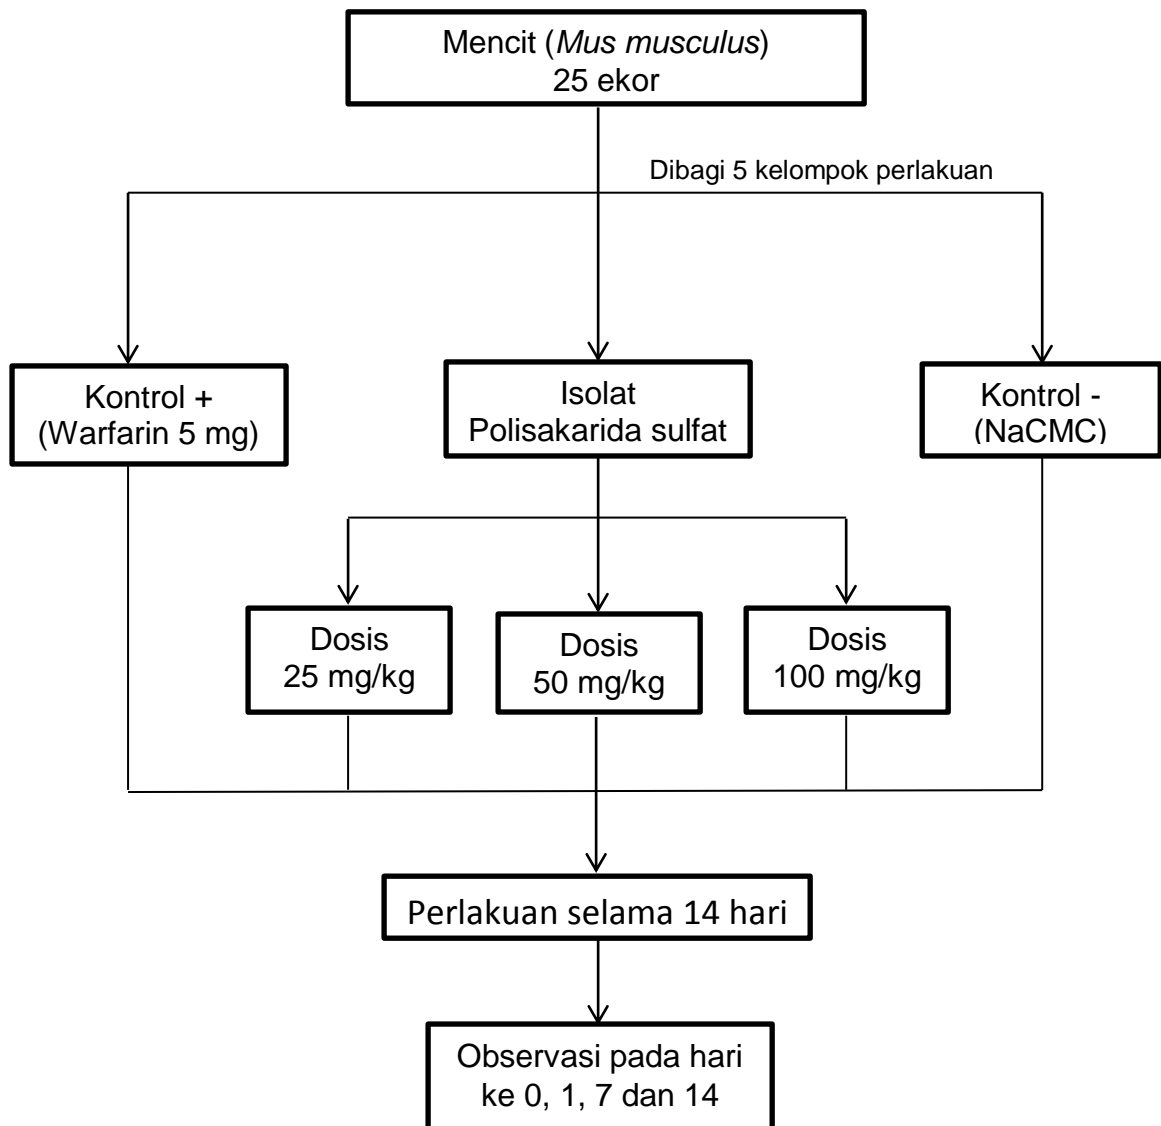 Mencit (Mus musculus)
25 ekor
Dibagi 5 kelompok perlakuan
Kontrol +
(Warfarin 5 mg)
Isolat
Polisakarida sulfat
Kontrol -
(NaCMC)
Dosis
25 mg/kg
Dosis
50 mg/kg
Dosis
100 mg/kg
Perlakuan selama 14 hari
Observasi pada hari
ke 0, 1, 7 dan 14